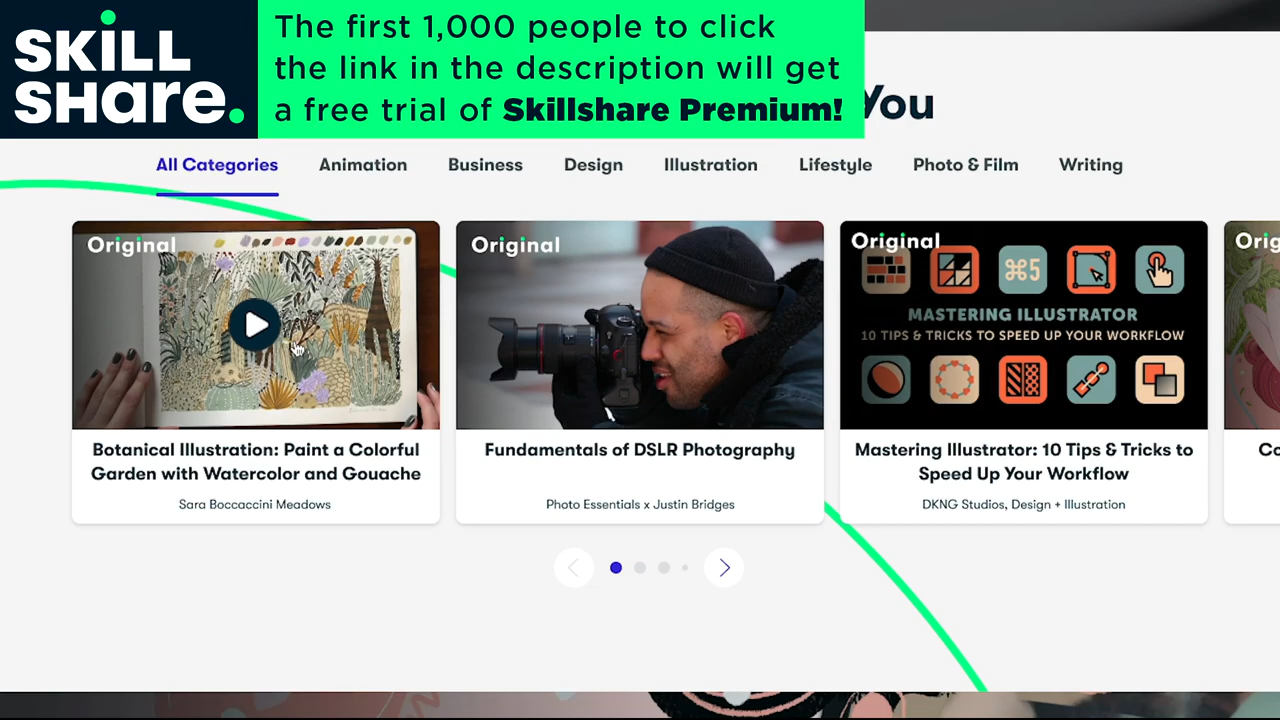 SKILL
SHare.
The first 1,000 people to click
the link in the description will get
a free trial of Skillshare Premium!
You
All Categories
Animation
Business
Design
Illustration
Lifestyle
Photo & Film
Writing
Original
Original
Original
⌘5
MASTERING ILLUSTRATOR
10 TIPS & TRICKS TO SPEED UP YOUR WORKFLOW
Botanical Illustration: Paint a Colorful
Garden with Watercolor and Gouache
Sara Boccaccini Meadows
Fundamentals of DSLR Photography
Photo Essentials x Justin Bridges
Mastering Illustrator: 10 Tips & Tricks to
Speed Up Your Workflow
DKNG Studios, Design + Illustration